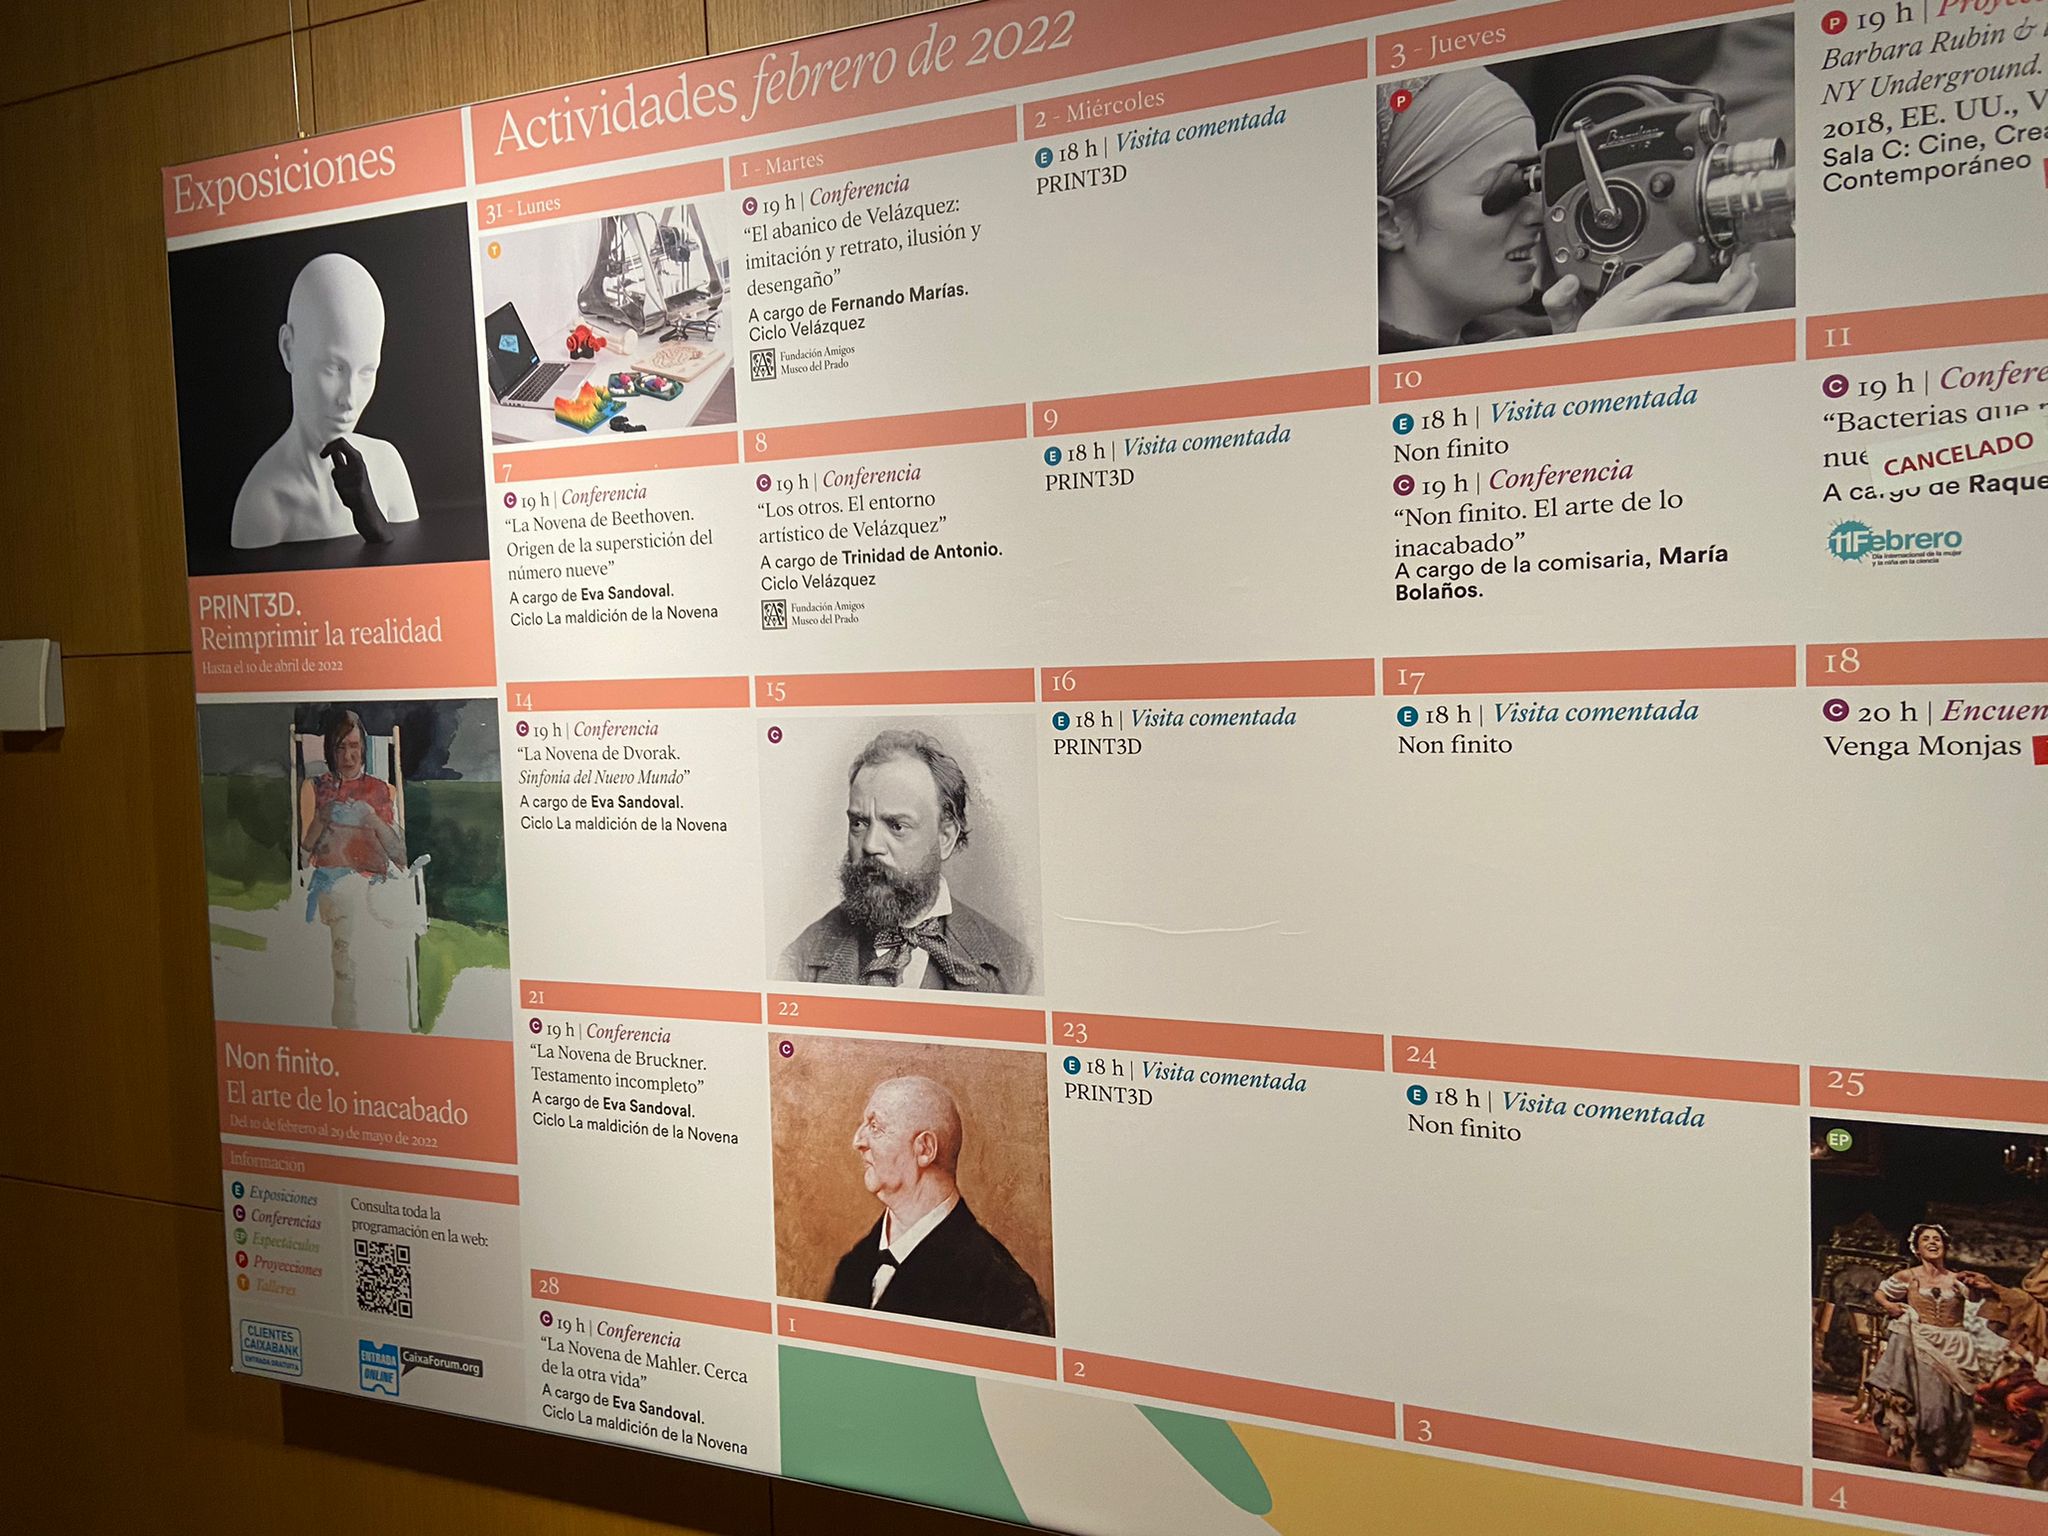 Exposiciones
PRINT3D.
Reimprimir la realidad
Hasta el 10 de abril de 2022
Non finito.
El arte de lo inacabado
Del 10 de febrero al 29 de mayo de 2022
Información
E Exposiciones
C Conferencias
EP Espectáculos
P Proyecciones
T Talleres
Consulta toda la
programación en la web:
CLIENTES
CAIXABANK
ENTRADA GRATUITA
ENTRADA
ONLINE
CaixaForum.org
Actividades febrero de 2022
31 - Lunes
T
1 - Martes
C 19 h | Conferencia
“El abanico de Velázquez:
imitación y retrato, ilusión y
desengaño”
A cargo de Fernando Marías.
Ciclo Velázquez
Fundación Amigos
Museo del Prado
2 - Miércoles
E 18 h | Visita comentada
PRINT3D
3 - Jueves
P
P 19 h |
Barbara Rubin &
NY Underground.
2018, EE. UU., V
Sala C: Cine, Crea
Contemporáneo
7
C 19 h | Conferencia
“La Novena de Beethoven.
Origen de la superstición del
número nueve”
A cargo de Eva Sandoval.
Ciclo La maldición de la Novena
8
C 19 h | Conferencia
“Los otros. El entorno
artístico de Velázquez”
A cargo de Trinidad de Antonio.
Ciclo Velázquez
Fundación Amigos
Museo del Prado
9
E 18 h | Visita comentada
PRINT3D
10
E 18 h | Visita comentada
Non finito
C 19 h | Conferencia
“Non finito. El arte de lo
inacabado”
A cargo de la comisaria, María
Bolaños.
11
C 19 h | Confere
“Bacterias que
nue
CANCELADO
A cargo de Raque
11Febrero
Día internacional de la mujer
y la niña en la ciencia
14
C 19 h | Conferencia
“La Novena de Dvorak.
Sinfonía del Nuevo Mundo”
A cargo de Eva Sandoval.
Ciclo La maldición de la Novena
15
C
16
E 18 h | Visita comentada
PRINT3D
17
E 18 h | Visita comentada
Non finito
18
C 20 h | Encuen
Venga Monjas
21
C 19 h | Conferencia
“La Novena de Bruckner.
Testamento incompleto”
A cargo de Eva Sandoval.
Ciclo La maldición de la Novena
22
C
23
E 18 h | Visita comentada
PRINT3D
24
E 18 h | Visita comentada
Non finito
25
EP
28
C 19 h | Conferencia
“La Novena de Mahler. Cerca
de la otra vida”
A cargo de Eva Sandoval.
Ciclo La maldición de la Novena
1
2
3
4